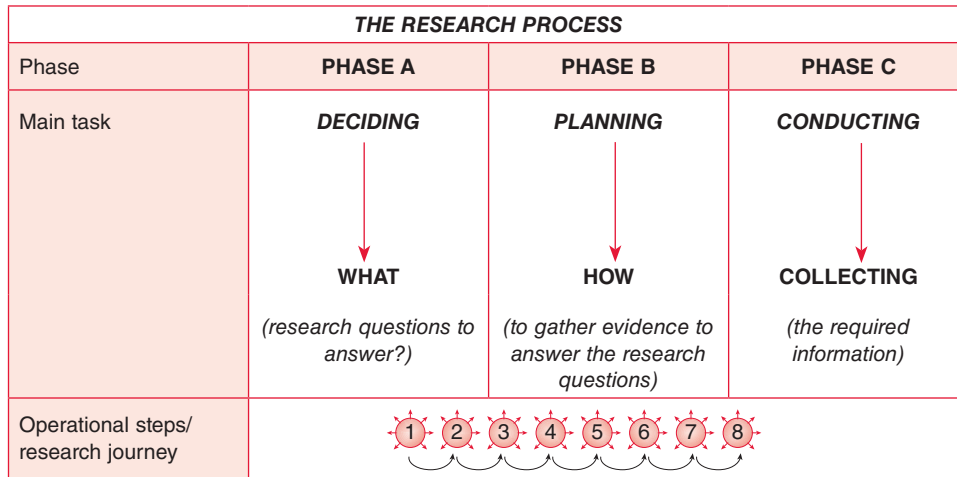 THE RESEARCH PROCESS
Phase PHASE A PHASE B PHASE C
Main task DECIDING PLANNING CONDUCTING
WHAT HOW COLLECTING
(research questions to (to gather evidence to (the required
answer?) answer the research information)
questions)
Operational steps/
research journey
1 2 3 4 5 6 7 8